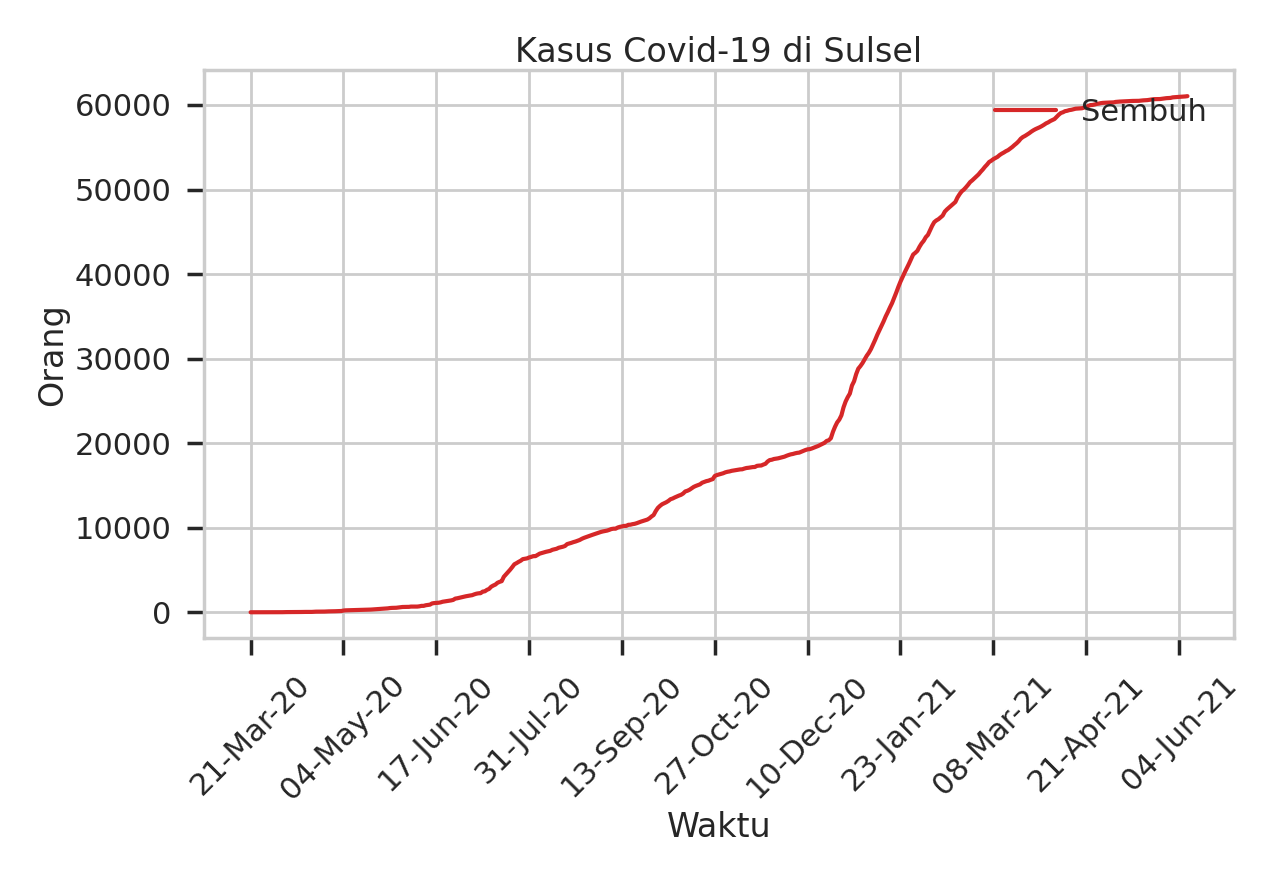 Kasus Covid-19 di Sulsel
60000
50000
40000
30000
20000
10000
0
Orang
Sembuh
21-Mar-20
04-May-20
17-Jun-20
31-Jul-20
13-Sep-20
27-Oct-20
10-Dec-20
23-Jan-21
08-Mar-21
21-Apr-21
04-Jun-21
Waktu